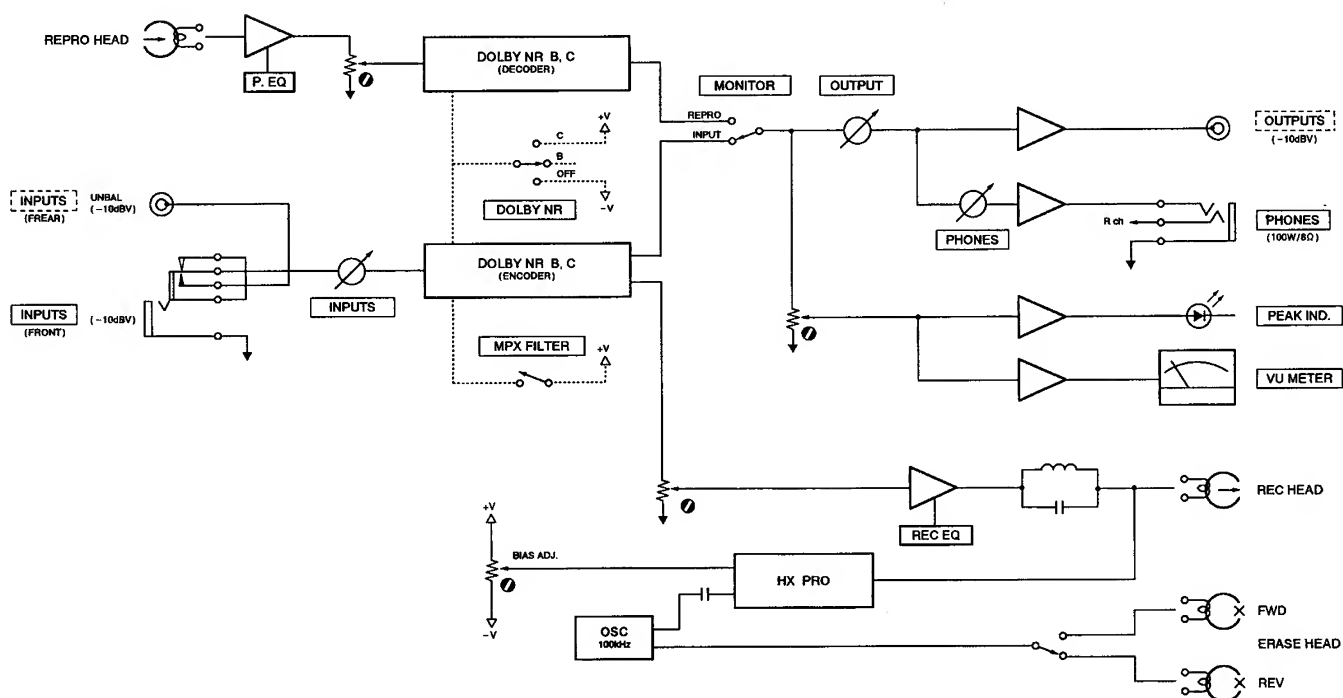 REPRO HEAD
P. EQ
DOLBY NR B, C
(DECODER)
MONITOR
OUTPUT
REPRO
INPUT
OUTPUTS
(-10dBV)
C
+V
B
OFF
-V
DOLBY NR
INPUTS
(FREAR)
UNBAL
(-10dBV)
PHONES
R ch
PHONES
(100W/8Ω)
DOLBY NR B, C
(ENCODER)
INPUTS
INPUTS
(FRONT)
(-10dBV)
MPX FILTER
+V
PEAK IND.
VU METER
REC EQ
REC HEAD
+V
BIAS ADJ.
-V
HX PRO
OSC
100kHz
FWD
ERASE HEAD
REV